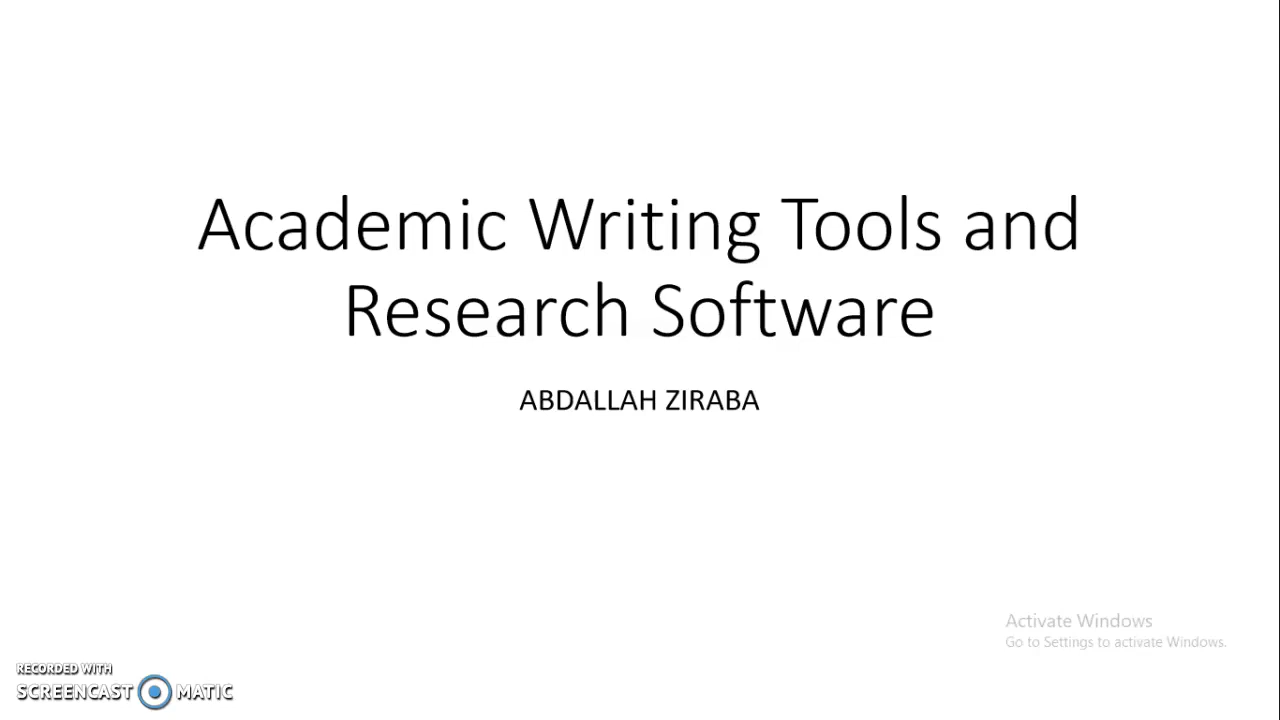 Academic Writing Tools and
Research Software
ABDALLAH ZIRABA
Activate Windows
Go to Settings to activate Windows.
RECORDED WITH
SCREENCAST MATIC